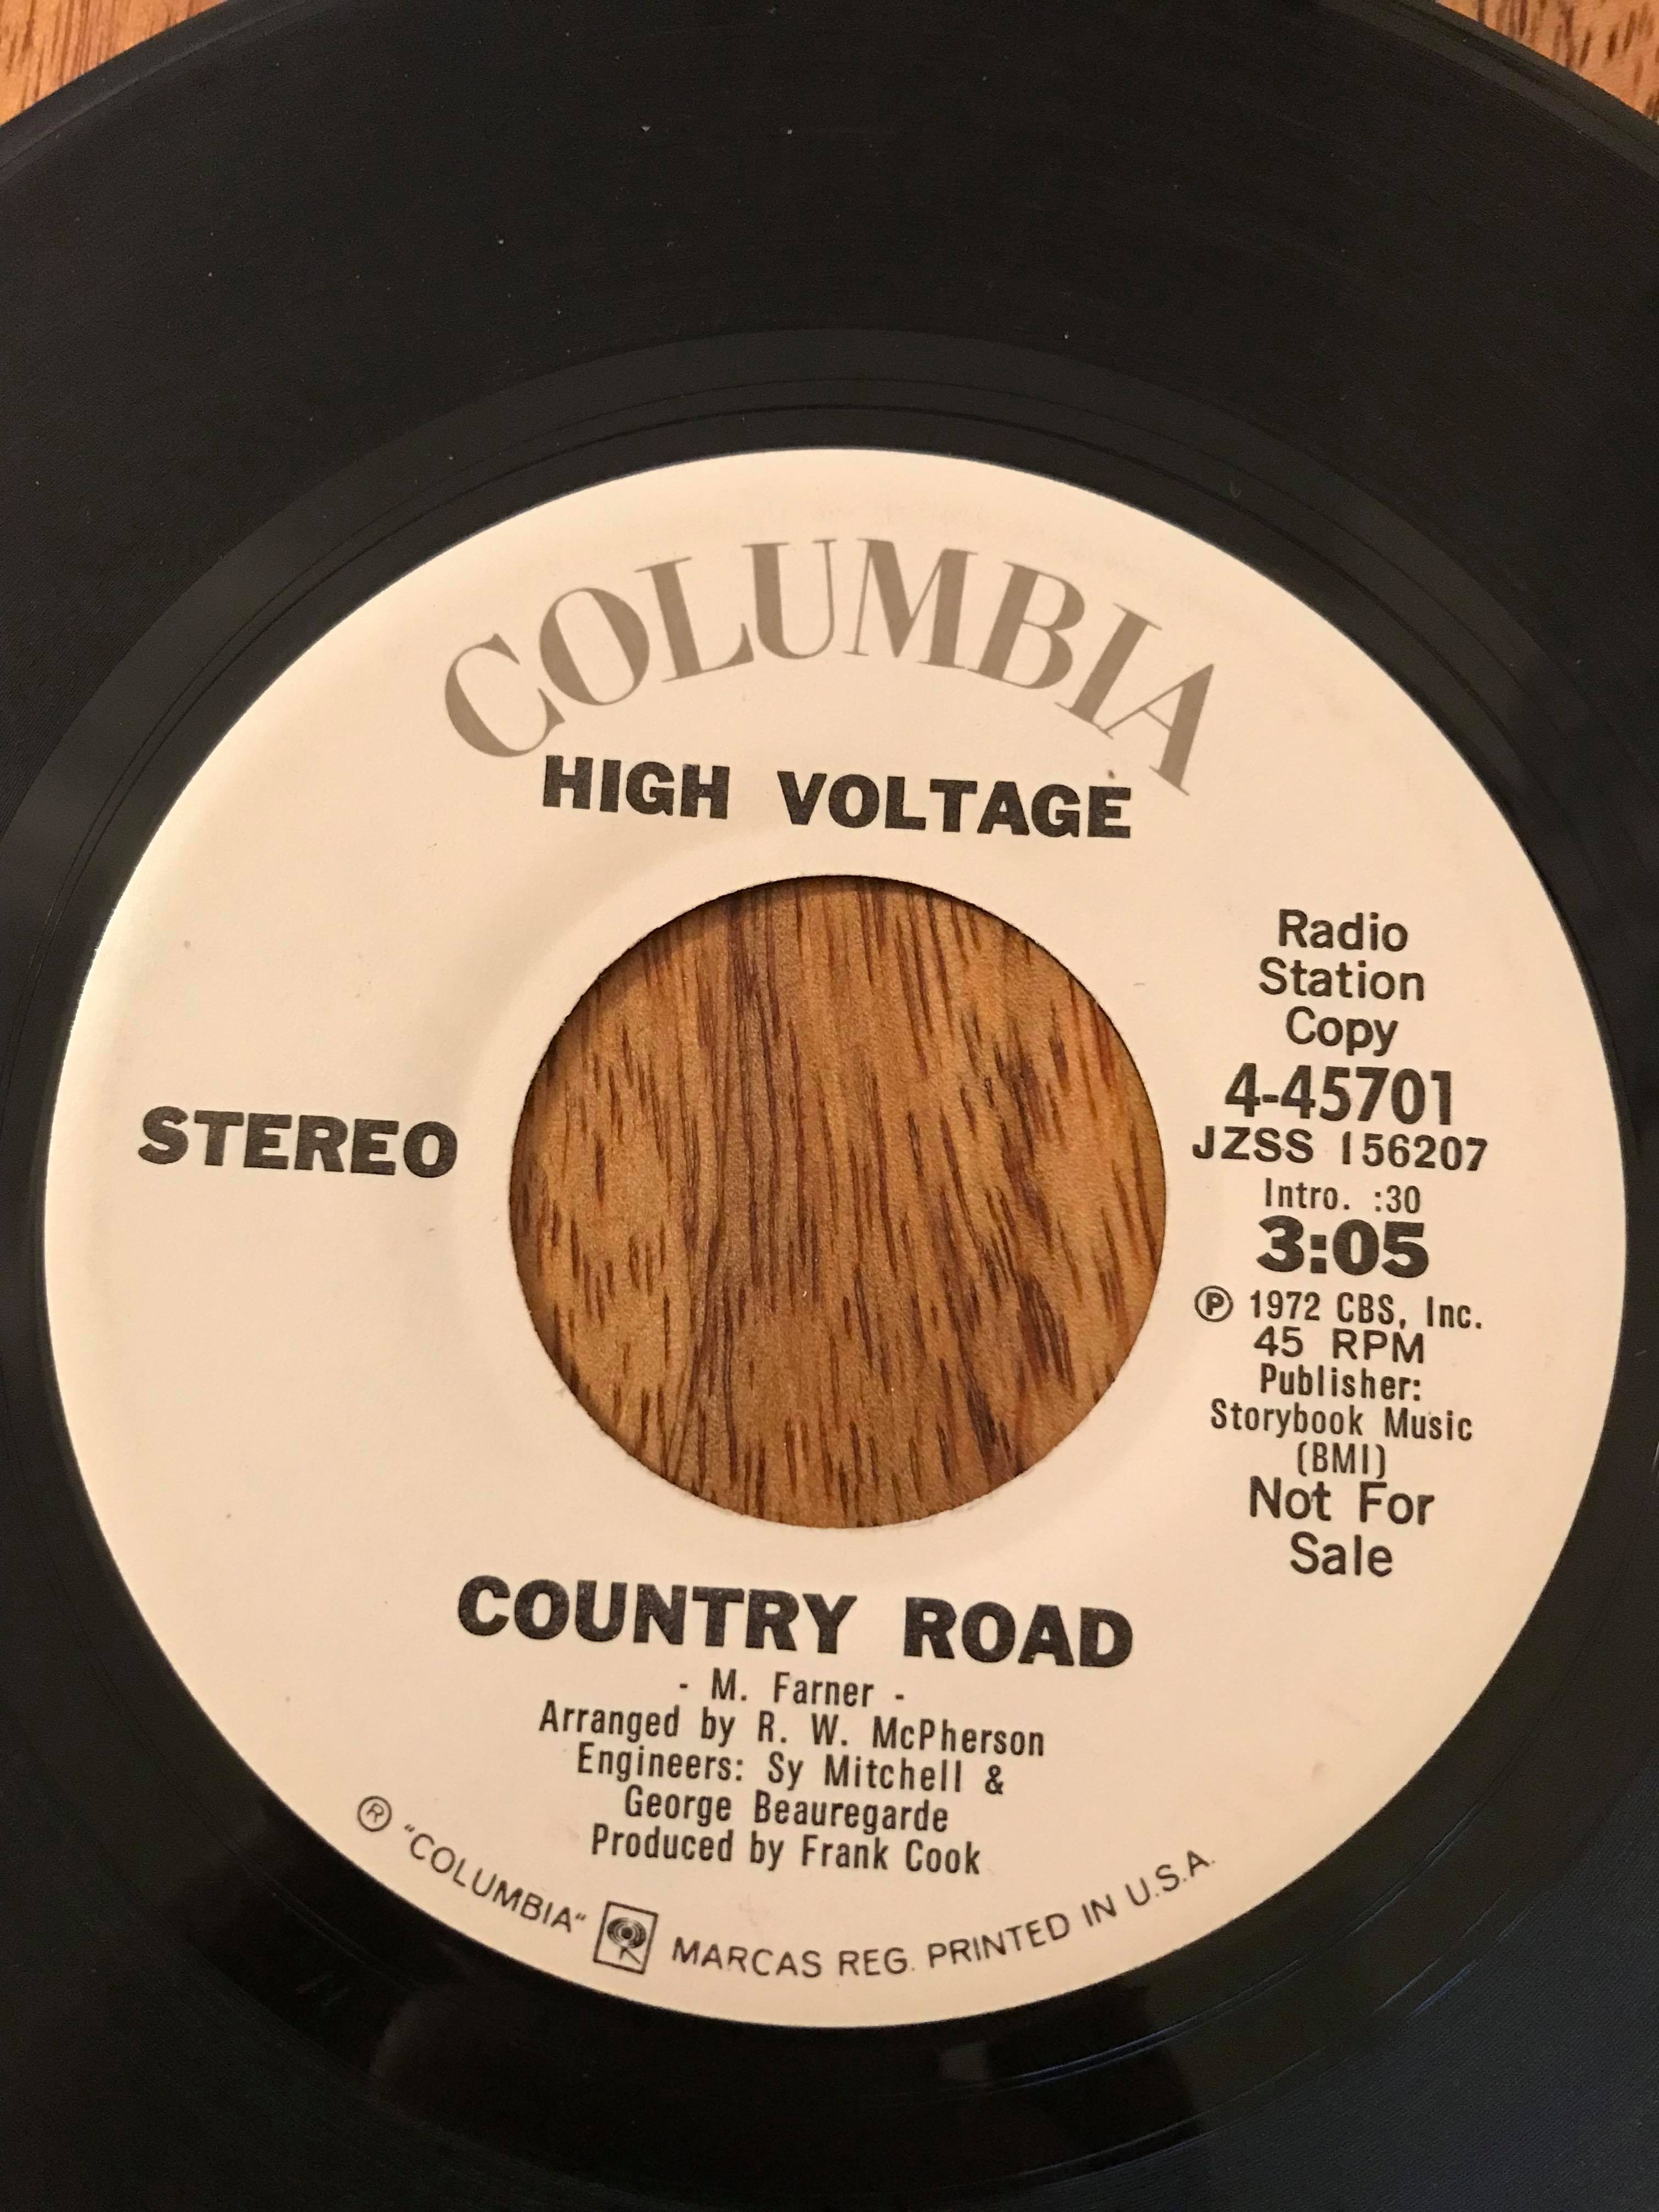 COLUMBIA
HIGH VOLTAGE
STEREO
Radio
Station
Copy
4-45701
JZSS 156207
Intro. :30
3:05
Ⓟ 1972 CBS, Inc.
45 RPM
Publisher:
Storybook Music
(BMI)
Not For
Sale
COUNTRY ROAD
- M. Farner -
Arranged by R. W. McPherson
Engineers: Sy Mitchell &
George Beauregarde
Produced by Frank Cook
® "COLUMBIA" MARCAS REG. PRINTED IN U.S.A.